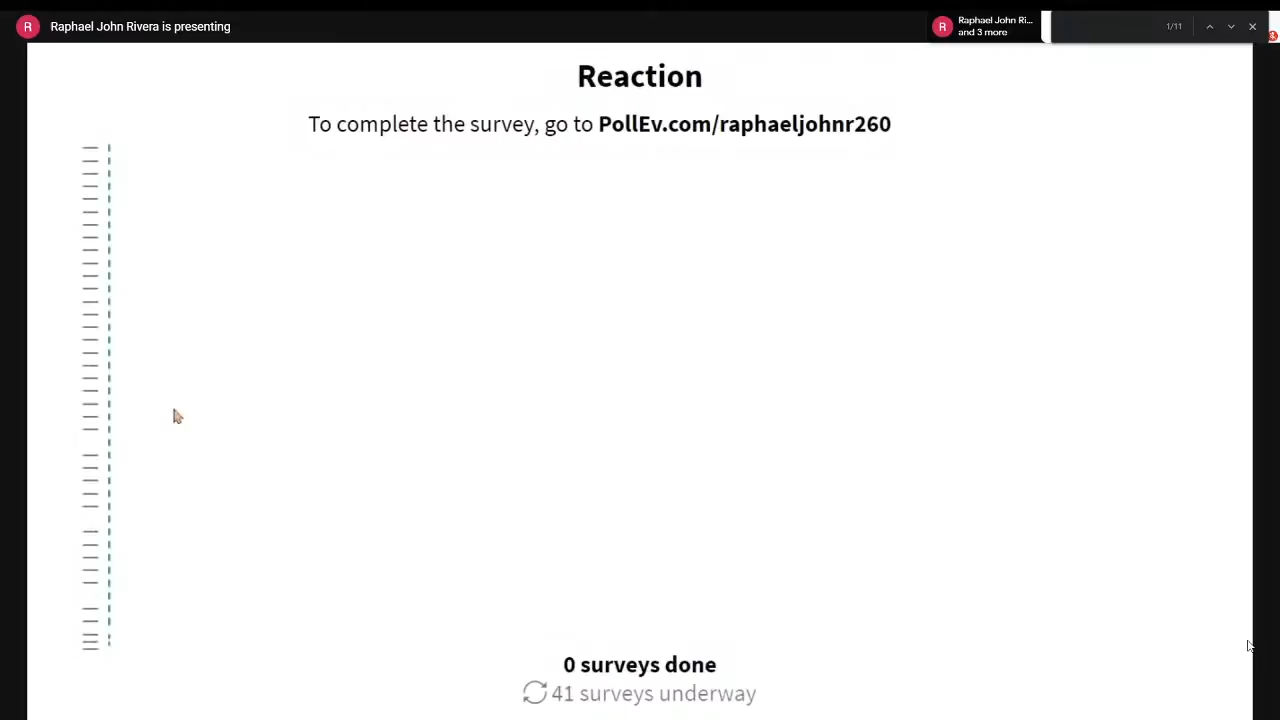 R Raphael John Rivera is presenting
R Raphael John Ri...
and 3 more
1/11
Reaction
To complete the survey, go to PollEv.com/raphaeljohnr260
0 surveys done
41 surveys underway